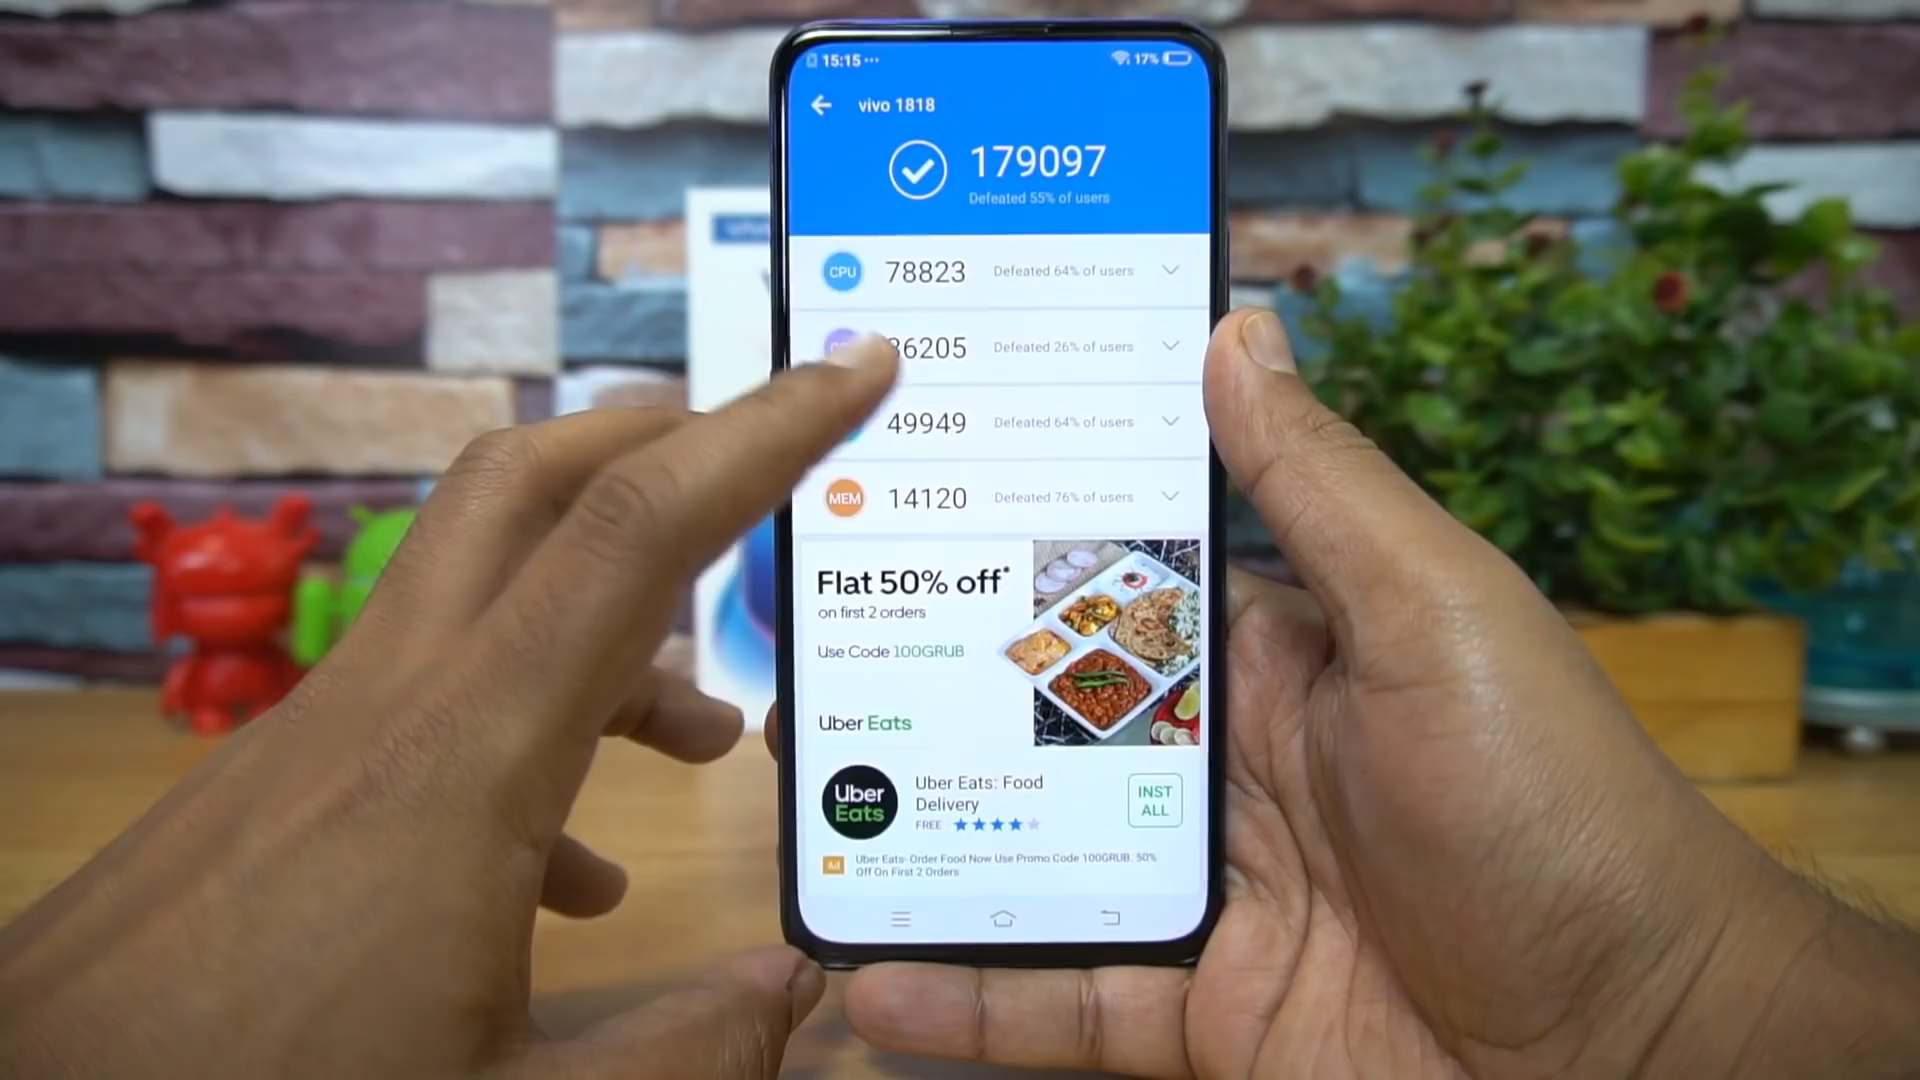 15:15
17%
vivo 1818
179097
Defeated 55% of users
CPU
78823
Defeated 64% of users
36205
Defeated 26% of users
49949
Defeated 64% of users
MEM
14120
Defeated 76% of users
Flat 50% off*
on first 2 orders
Use Code 100GRUB
Uber Eats
Uber Eats
Uber Eats: Food
Delivery
FREE
INST
ALL
Ad
Uber Eats- Order Food Now Use Promo Code 100GRUB. 50%
Off On First 2 Orders